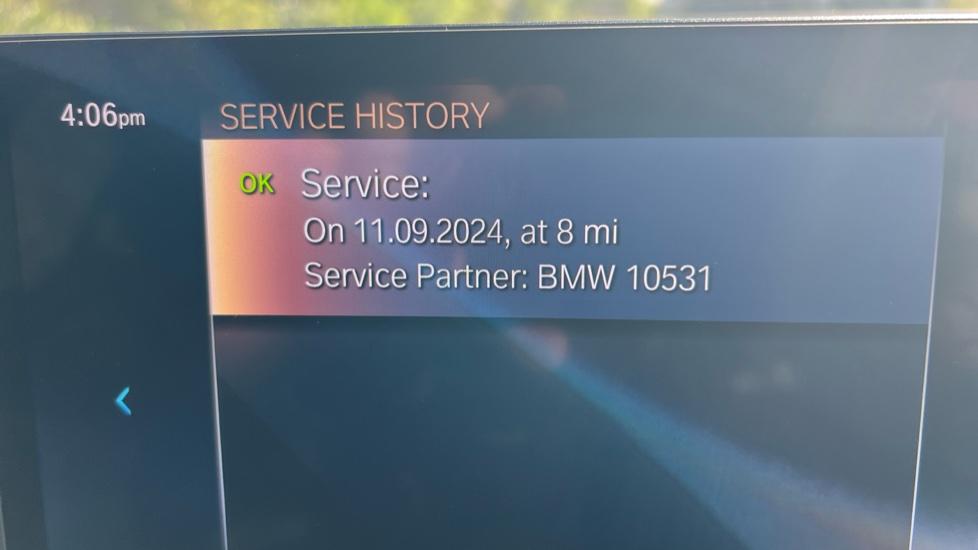 4:06pm
SERVICE HISTORY
OK Service:
On 11.09.2024, at 8 mi
Service Partner: BMW 10531